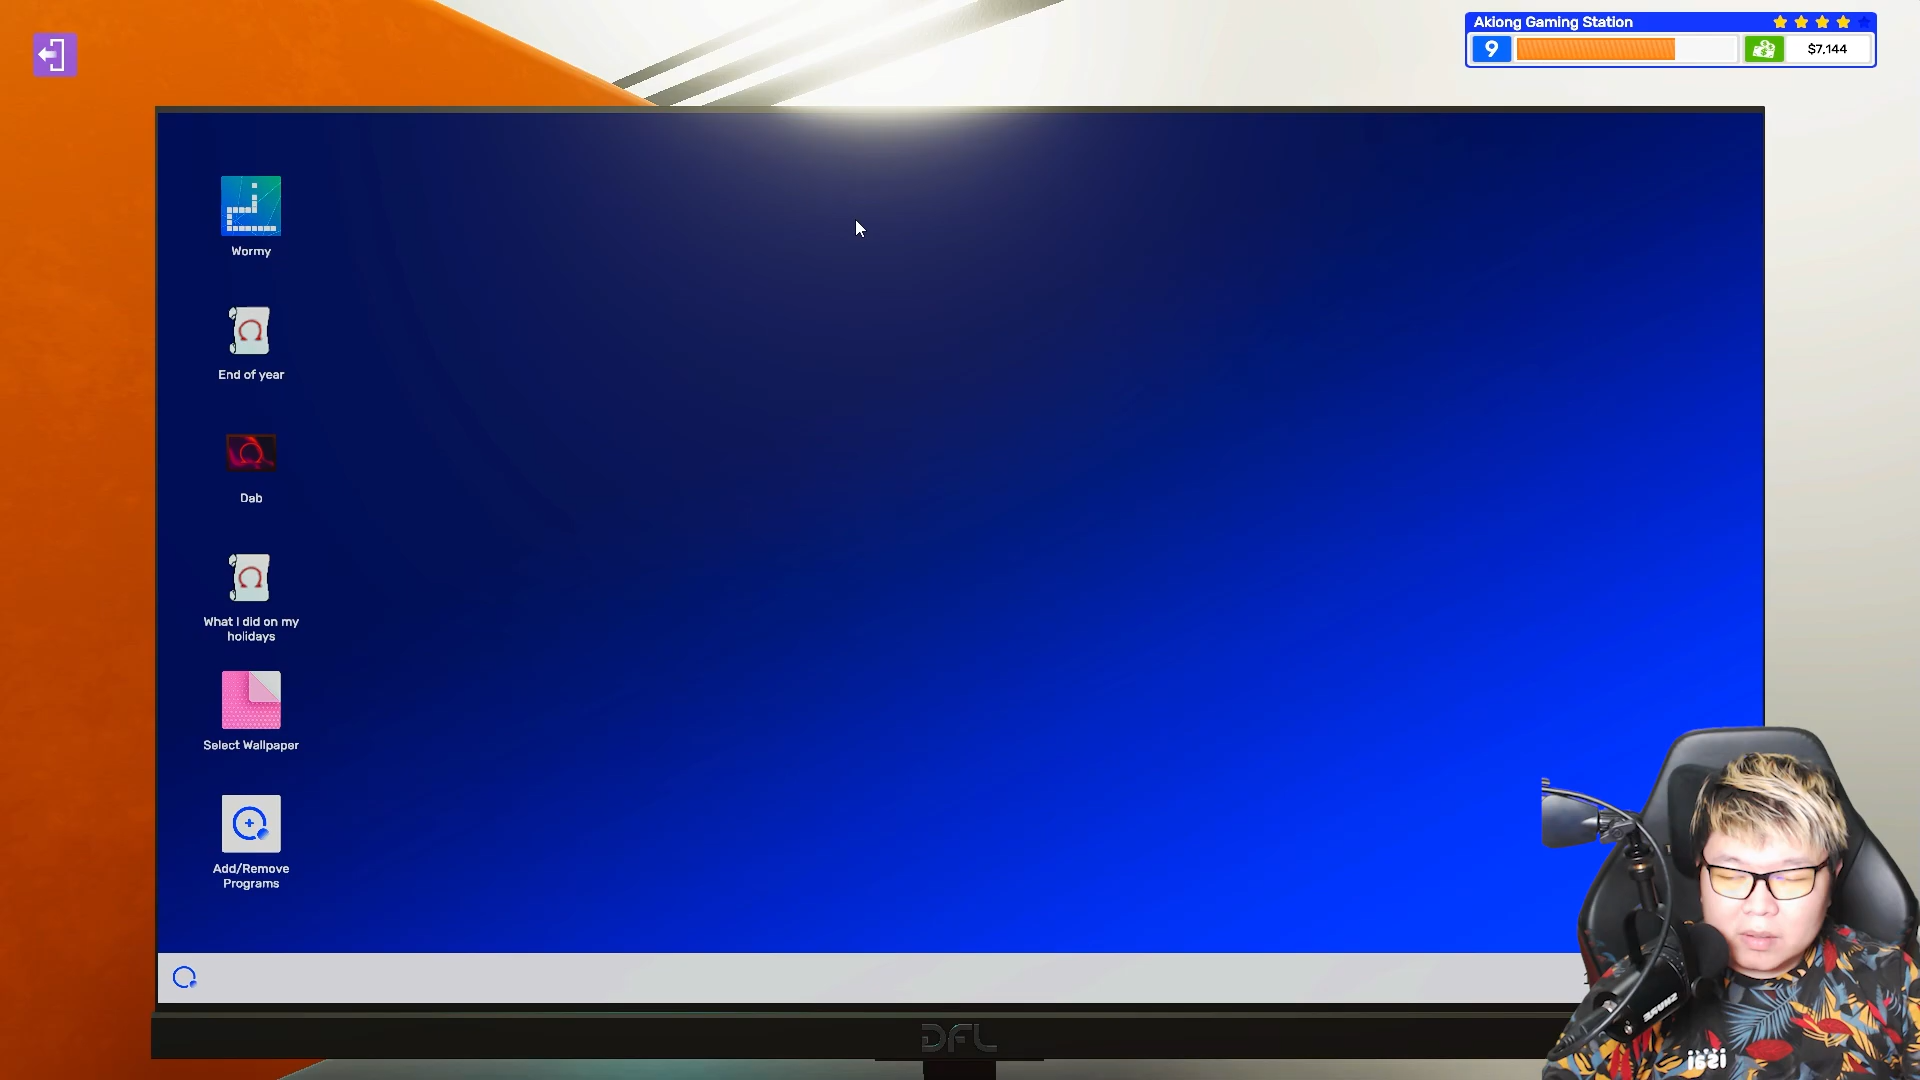 Akiong Gaming Station
9
$7,144
Wormy
End of year
Dab
What I did on my
holidays
Select Wallpaper
Add/Remove
Programs
DFL